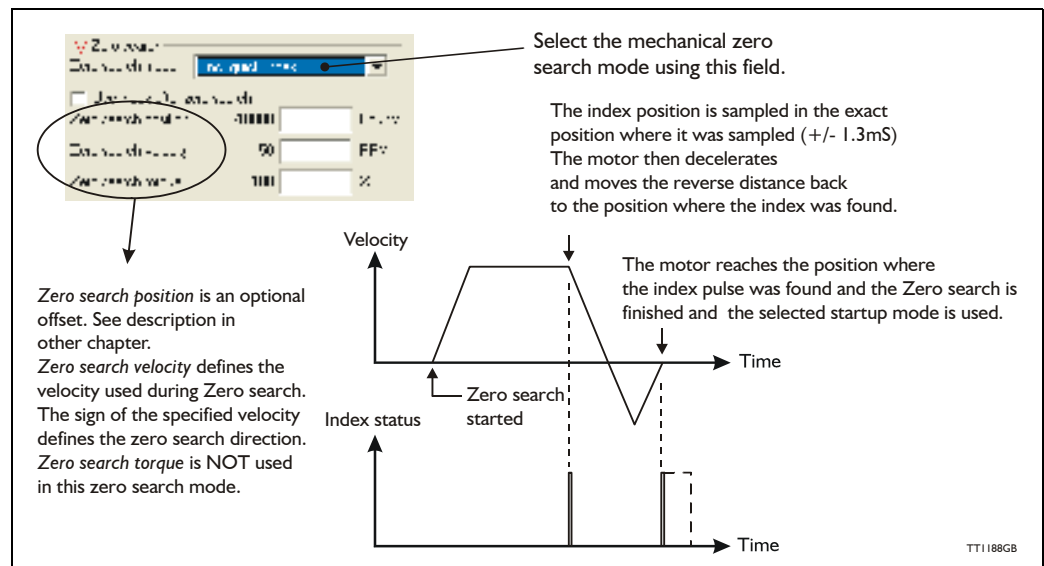 Select the mechanical zero
search mode using this field.
The index position is sampled in the exact
position where it was sampled (+/- 1.3mS)
The motor then decelerates
and moves the reverse distance back
to the position where the index was found.
50
100
%
Velocity
The motor reaches the position where
the index pulse was found and the Zero search is
finished and the selected startup mode is used.
Zero search position is an optional
offset. See description in
other chapter.
Zero search velocity defines the
velocity used during Zero search.
The sign of the specified velocity
defines the zero search direction.
Zero search torque is NOT used
in this zero search mode.
Time
Zero search
started
Index status
Time
TT1188GB